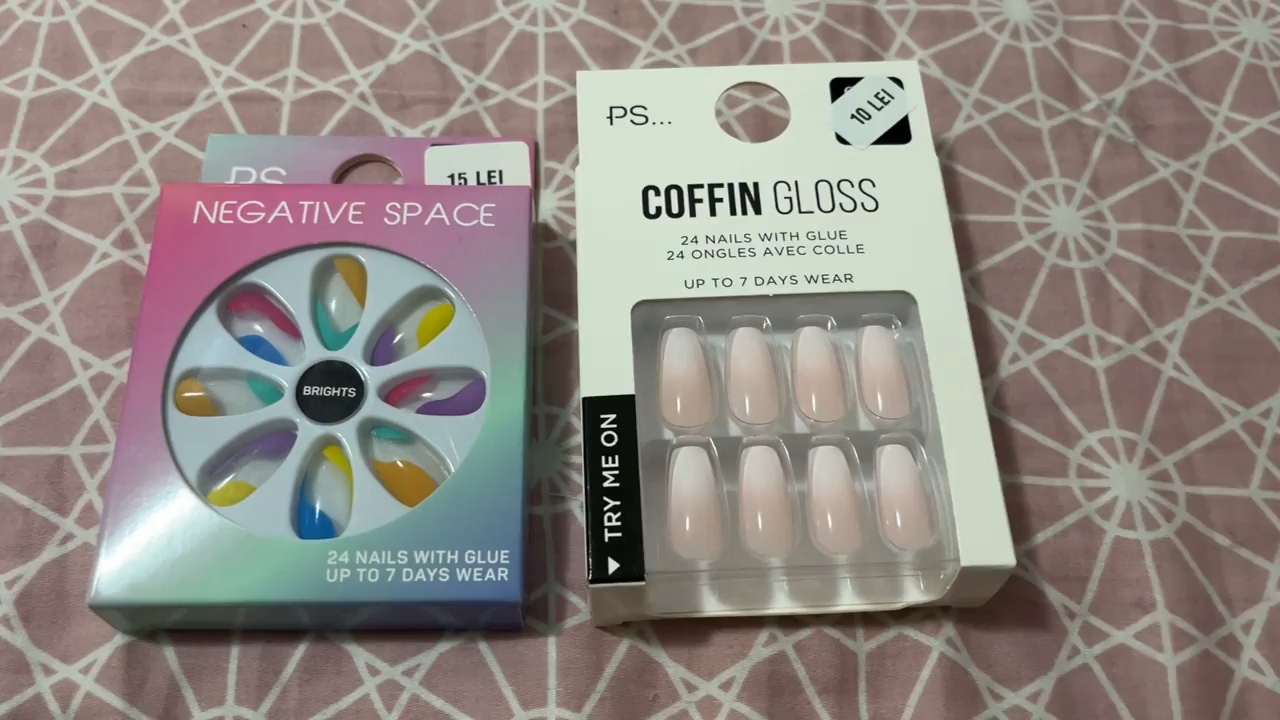 PS
15 LEI
NEGATIVE SPACE
BRIGHTS
24 NAILS WITH GLUE
UP TO 7 DAYS WEAR
PS...
10 LEI
COFFIN GLOSS
24 NAILS WITH GLUE
24 ONGLES AVEC COLLE
UP TO 7 DAYS WEAR
TRY ME ON